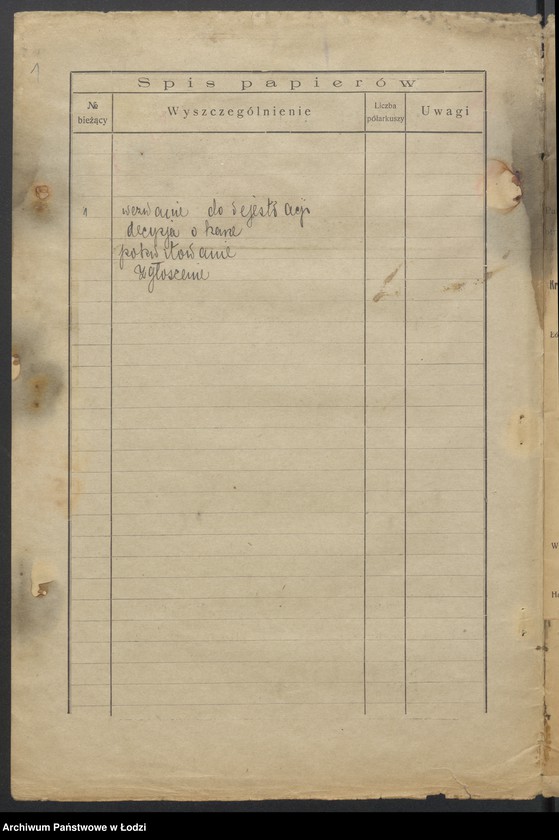 1
Spis papierów
№ bieżący
Wyszczególnienie
Liczba półarkuszy
Uwagi
1 wezwanie do rejestracji
decyzja o karze
pokwitowanie
zgłoszenie
Archiwum Państwowe w Łodzi